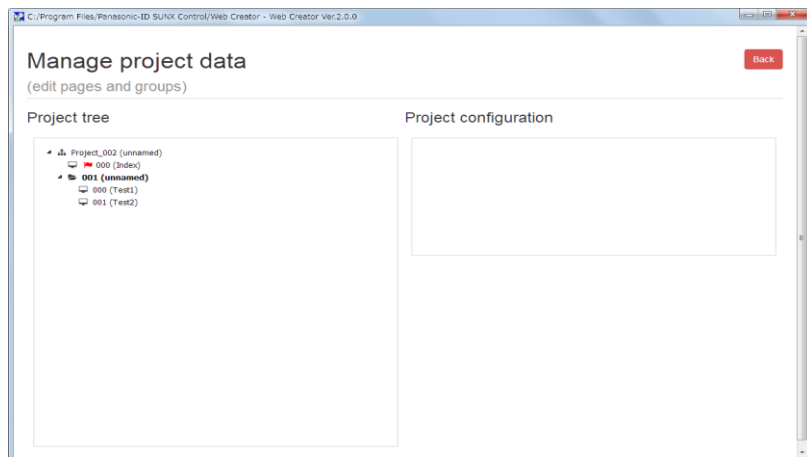 C:/Program Files/Panasonic-ID SUNX Control/Web Creator - Web Creator Ver.2.0.0
Manage project data
Back
(edit pages and groups)
Project tree
Project configuration
Project_002 (unnamed)
000 (Index)
001 (unnamed)
000 (Test1)
001 (Test2)